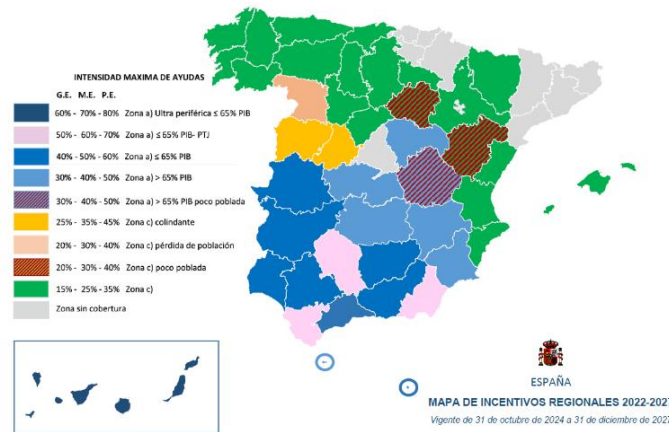 INTENSIDAD MAXIMA DE AYUDAS
G.E. M.E. P.E.
60% - 70% - 80% Zona a) Ultra periférica ≤ 65% PIB
50% - 60% - 70% Zona a) ≤ 65% PIB- PTJ
40% - 50% - 60% Zona a) ≤ 65% PIB
30% - 40% - 50% Zona a) > 65% PIB
30% - 40% - 50% Zona a) > 65% PIB poco poblada
25% - 35% - 45% Zona c) colindante
20% - 30% - 40% Zona c) pérdida de población
20% - 30% - 40% Zona c) poco poblada
15% - 25% - 35% Zona c)
Zona sin cobertura
ESPAÑA
MAPA DE INCENTIVOS REGIONALES 2022-2027
Vigente de 31 de octubre de 2024 a 31 de diciembre de 2027